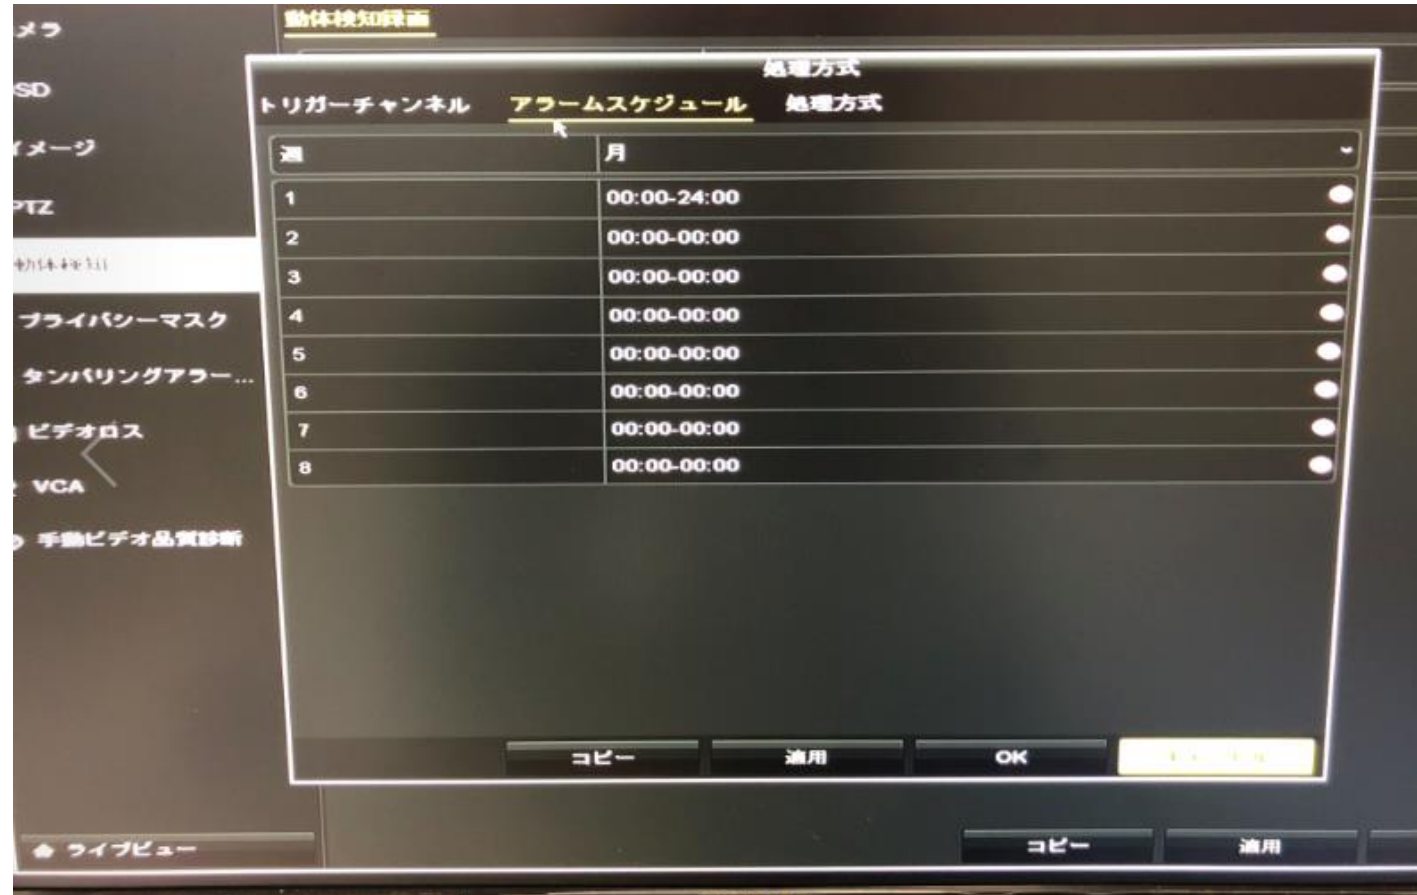 メラ
動体検知録画
SD
処理方式
トリガーチャンネル アラームスケジュール 処理方式
イメージ
週 月
1 00:00-24:00
PTZ
2 00:00-00:00
動体検知
3 00:00-00:00
プライバシーマスク
4 00:00-00:00
5 00:00-00:00
タンパリングアラー...
6 00:00-00:00
ビデオロス
7 00:00-00:00
8 00:00-00:00
VCA
手動ビデオ品質診断
コピー 適用 OK
ライブビュー
コピー 適用